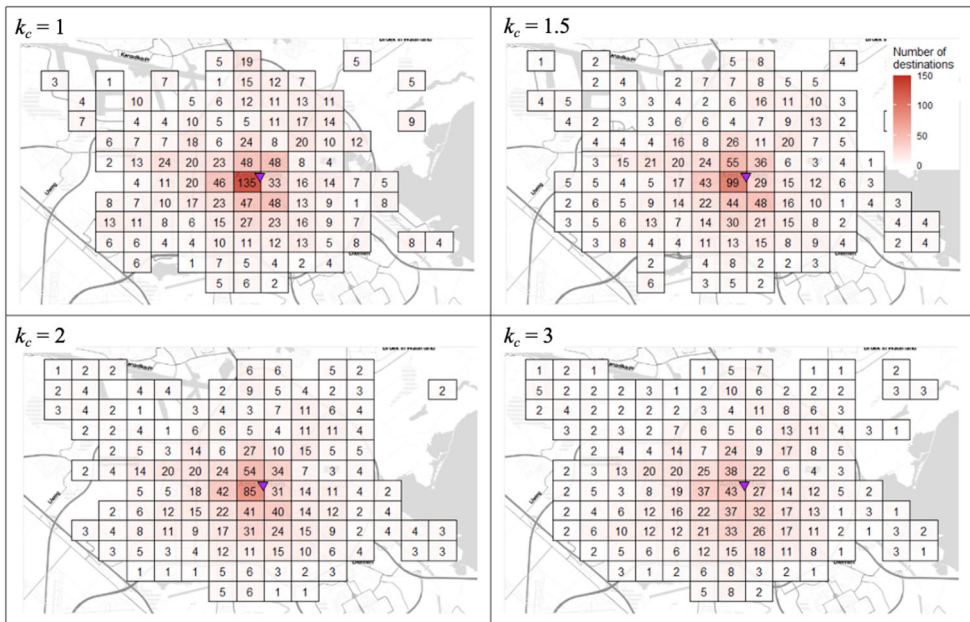 k_c = 1
5 19 5
3 1 7 1 15 12 7 5
4 10 5 6 12 11 13 11
7 4 4 10 5 5 11 17 14 9
6 7 7 18 6 24 8 20 10 12
2 13 24 20 23 48 48 8 4
4 11 20 46 135 33 16 14 7 5
8 7 10 17 23 47 48 13 9 1 8
13 11 8 6 15 27 23 16 9 7
6 6 4 4 10 11 12 13 5 8 8 4
6 1 7 5 4 2 4
5 6 2
IJweg
Diemen
k_c = 1.5
Number of
destinations
150
100
50
0
1 2 5 8 4
2 4 2 7 7 8 5 5
4 5 3 3 4 2 6 16 11 10 3
4 2 3 6 6 4 4 7 9 13 2
3 4 4 16 8 26 11 20 7 5
3 15 21 20 24 55 36 6 3 4 1
5 5 4 5 17 43 99 29 15 12 6 3
2 6 5 9 14 22 44 48 16 10 1 4 3
3 5 6 13 7 14 30 21 15 8 2 4 4
3 8 4 4 11 13 15 8 9 4 2 4
2 4 8 2 2 3
6 3 5 2
IJweg
Diemen
k_c = 2
1 2 2 6 6 5 2
2 4 4 4 2 9 5 4 2 3 2
3 4 2 1 3 4 3 7 11 6 4
2 2 4 1 6 6 5 4 11 11 4
2 5 3 14 6 27 10 15 5 5
2 4 14 20 20 24 54 34 7 3 4
5 5 18 42 85 31 14 11 4 2
2 6 12 15 22 41 40 14 12 2 4
3 4 8 11 9 17 31 24 15 9 2 4 4 3
3 5 3 4 12 11 15 10 6 4 3 3
1 1 1 5 6 3 2 3
5 6 1 1
IJweg
Diemen
k_c = 3
1 2 1 1 5 7 1 1 2
5 2 2 3 1 2 10 6 2 2 2 3 3
2 4 2 2 2 3 4 11 8 6 3
2 2 2 2 5 6 5 13 11 4 3 1
2 4 4 14 7 24 9 17 8 5
2 3 13 20 20 25 38 22 6 4 3
2 5 3 8 19 37 43 27 14 12 5 2
2 4 6 12 16 22 37 32 17 13 1 3 1
2 6 10 12 12 21 33 26 17 11 2 1 3 2
2 5 6 6 12 15 18 11 8 1 3 1
3 1 2 6 8 3 2 1
5 8 2
IJweg
Diemen